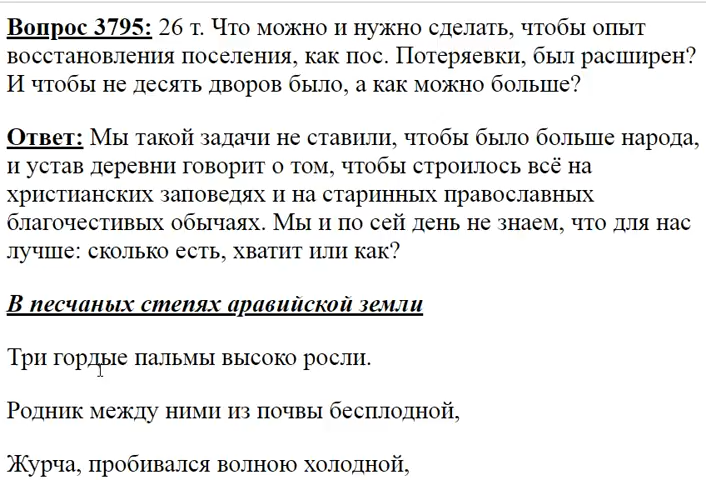 Вопрос 3795: 26 т. Что можно и нужно сделать, чтобы опыт
восстановления поселения, как пос. Потеряевки, был расширен?
И чтобы не десять дворов было, а как можно больше?
Ответ: Мы такой задачи не ставили, чтобы было больше народа,
и устав деревни говорит о том, чтобы строилось всё на
христианских заповедях и на старинных православных
благочестивых обычаях. Мы и по сей день не знаем, что для нас
лучше: сколько есть, хватит или как?
В песчаных степях аравийской земли
Три гордые пальмы высоко росли.
Родник между ними из почвы бесплодной,
Журча, пробивался волною холодной,